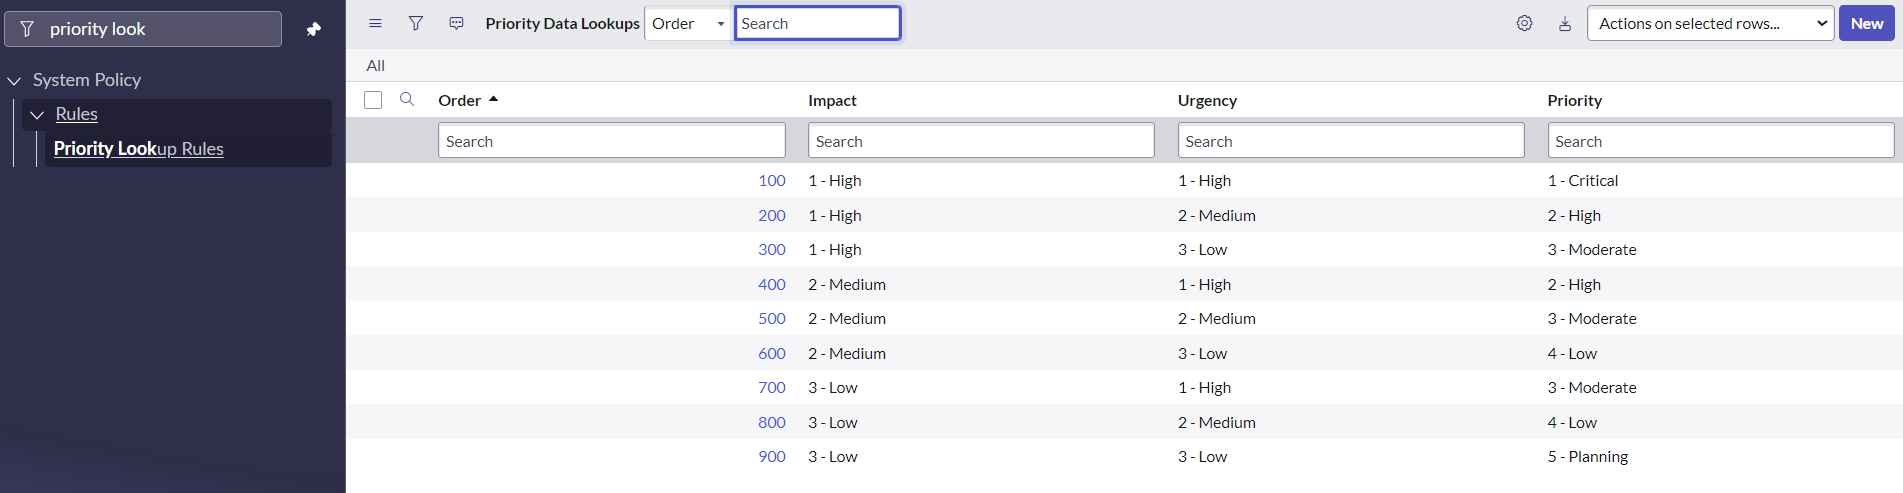 priority look
System Policy
Rules
Priority Lookup Rules
Priority Data Lookups Order Search Actions on selected rows... New
All
Order Impact Urgency Priority
Search Search Search Search
100 1 - High 1 - High 1 - Critical
200 1 - High 2 - Medium 2 - High
300 1 - High 3 - Low 3 - Moderate
400 2 - Medium 1 - High 2 - High
500 2 - Medium 2 - Medium 3 - Moderate
600 2 - Medium 3 - Low 4 - Low
700 3 - Low 1 - High 3 - Moderate
800 3 - Low 2 - Medium 4 - Low
900 3 - Low 3 - Low 5 - Planning